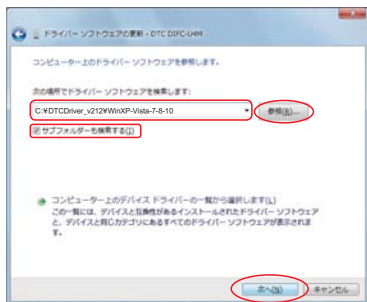 ドライバー ソフトウェアの更新 - DTC DIFC-U4M
コンピューター上のドライバー ソフトウェアを参照します。
次の場所でドライバー ソフトウェアを検索します:
C:¥DTCDriver_v212¥WinXP-Vista-7-8-10
参照(R)...
サブフォルダーも検索する(I)
コンピューター上のデバイス ドライバーの一覧から選択します(L)
この一覧には、デバイスと互換性があるインストールされたドライバー ソフトウェア
と、デバイスと同じカテゴリにあるすべてのドライバー ソフトウェアが表示されま
す。
次へ(N)
キャンセル